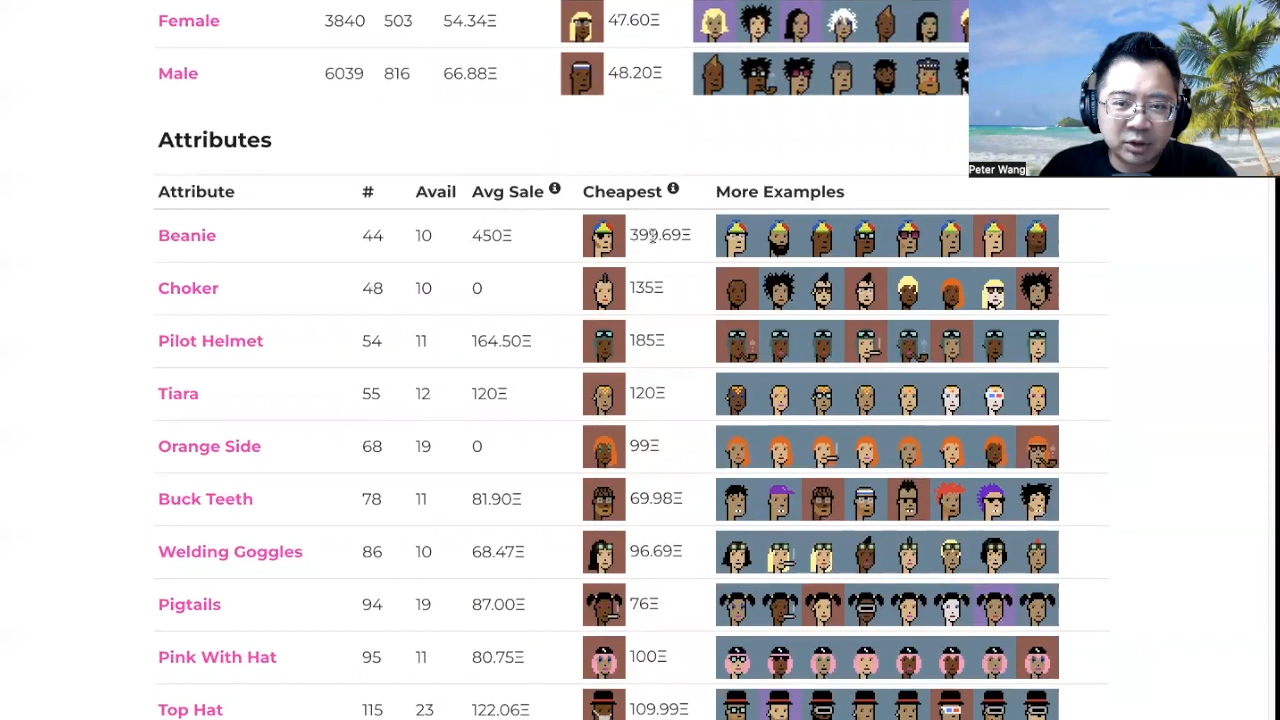 Female 3840 503 54.34Ξ 47.60Ξ
Male 6039 816 66.88Ξ 48.20Ξ
Peter Wang
Attributes
Attribute # Avail Avg Sale Cheapest More Examples
Beanie 44 10 450Ξ 399.69Ξ
Choker 48 10 0 135Ξ
Pilot Helmet 54 11 164.50Ξ 185Ξ
Tiara 55 12 120Ξ 120Ξ
Orange Side 68 19 0 99Ξ
Buck Teeth 78 11 81.90Ξ 69.98Ξ
Welding Goggles 86 10 68.47Ξ 96.69Ξ
Pigtails 94 19 87.00Ξ 76Ξ
Pink With Hat 95 11 80.75Ξ 100Ξ
Top Hat 115 23 122.06Ξ 109.99Ξ